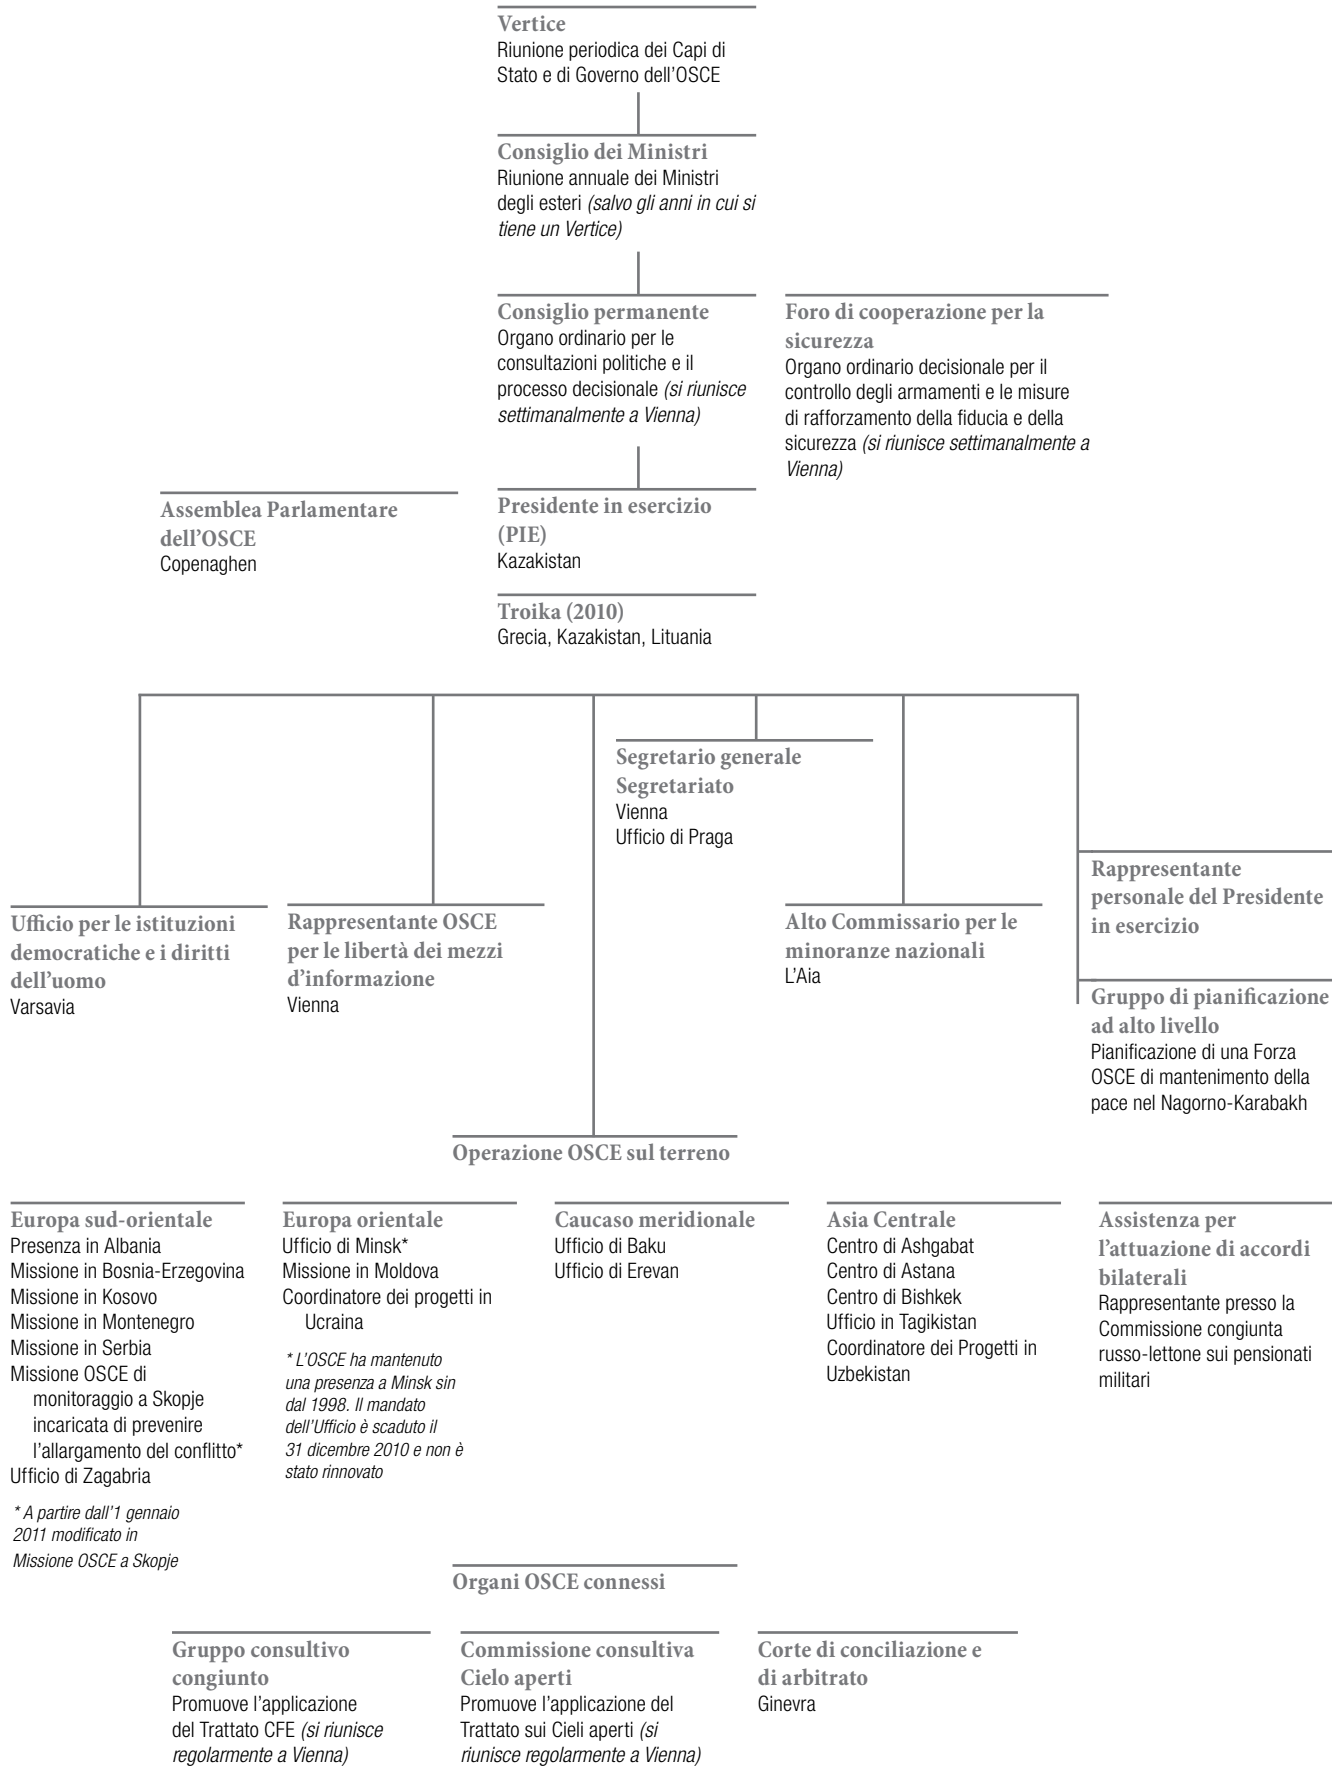 Vertice
Riunione periodica dei Capi di
Stato e di Governo dell'OSCE
Consiglio dei Ministri
Riunione annuale dei Ministri
degli esteri (salvo gli anni in cui si
tiene un Vertice)
Consiglio permanente
Organo ordinario per le
consultazioni politiche e il
processo decisionale (si riunisce
settimanalmente a Vienna)
Foro di cooperazione per la
sicurezza
Organo ordinario decisionale per il
controllo degli armamenti e le misure
di rafforzamento della fiducia e della
sicurezza (si riunisce settimanalmente a
Vienna)
Assemblea Parlamentare
dell'OSCE
Copenaghen
Presidente in esercizio
(PIE)
Kazakistan
Troika (2010)
Grecia, Kazakistan, Lituania
Segretario generale
Segretariato
Vienna
Ufficio di Praga
Rappresentante
personale del Presidente
in esercizio
Ufficio per le istituzioni
democratiche e i diritti
dell'uomo
Varsavia
Rappresentante OSCE
per le libertà dei mezzi
d'informazione
Vienna
Alto Commissario per le
minoranze nazionali
L'Aia
Gruppo di pianificazione
ad alto livello
Pianificazione di una Forza
OSCE di mantenimento della
pace nel Nagorno-Karabakh
Operazione OSCE sul terreno
Europa sud-orientale
Presenza in Albania
Missione in Bosnia-Erzegovina
Missione in Kosovo
Missione in Montenegro
Missione in Serbia
Missione OSCE di
monitoraggio a Skopje
incaricata di prevenire
l'allargamento del conflitto*
Ufficio di Zagabria
* A partire dall'1 gennaio
2011 modificato in
Missione OSCE a Skopje
Europa orientale
Ufficio di Minsk*
Missione in Moldova
Coordinatore dei progetti in
Ucraina
* L'OSCE ha mantenuto
una presenza a Minsk sin
dal 1998. Il mandato
dell'Ufficio è scaduto il
31 dicembre 2010 e non è
stato rinnovato
Caucaso meridionale
Ufficio di Baku
Ufficio di Erevan
Asia Centrale
Centro di Ashgabat
Centro di Astana
Centro di Bishkek
Ufficio in Tagikistan
Coordinatore dei Progetti in
Uzbekistan
Assistenza per
l'attuazione di accordi
bilaterali
Rappresentante presso la
Commissione congiunta
russo-lettone sui pensionati
militari
Organi OSCE connessi
Gruppo consultivo
congiunto
Promuove l'applicazione
del Trattato CFE (si riunisce
regolarmente a Vienna)
Commissione consultiva
Cielo aperti
Promuove l'applicazione del
Trattato sui Cieli aperti (si
riunisce regolarmente a Vienna)
Corte di conciliazione e
di arbitrato
Ginevra